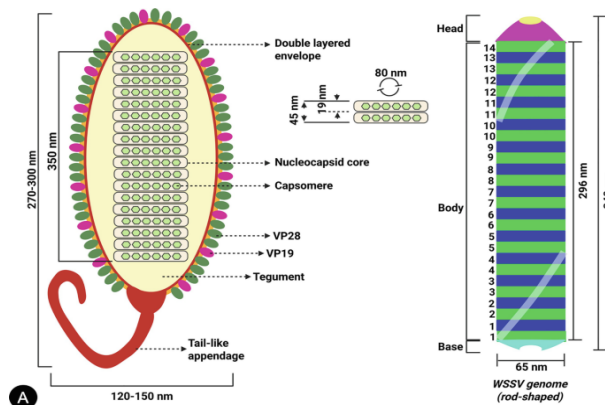 270-300 nm
350 nm
Double layered
envelope
80 nm
45 nm
19 nm
Nucleocapsid core
Capsomere
VP28
VP19
Tegument
Tail-like
appendage
120-150 nm
A
Head
Body
Base
14
13
13
12
12
11
11
10
10
9
9
8
8
7
7
6
6
5
5
4
4
3
3
2
2
1
1
296 nm
65 nm
WSSV genome
(rod-shaped)